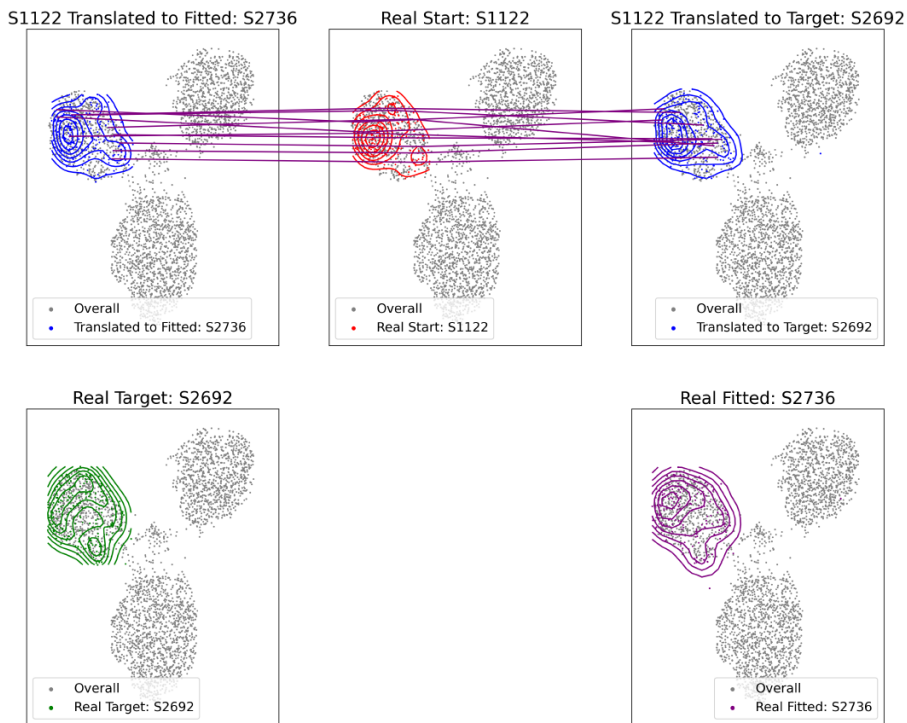 S1122 Translated to Fitted: S2736
Real Start: S1122
S1122 Translated to Target: S2692
Overall
Translated to Fitted: S2736
Overall
Real Start: S1122
Overall
Translated to Target: S2692
Real Target: S2692
Real Fitted: S2736
Overall
Real Target: S2692
Overall
Real Fitted: S2736